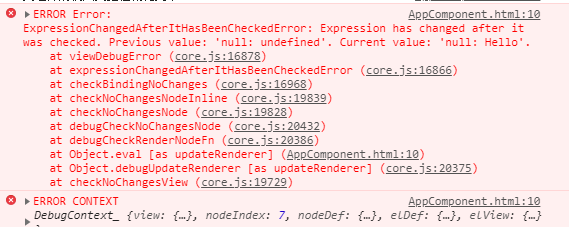 ERROR Error: AppComponent.html:10
ExpressionChangedAfterItHasBeenCheckedError: Expression has changed after it
was checked. Previous value: 'null: undefined'. Current value: 'null: Hello'.
at viewDebugError (core.js:16878)
at expressionChangedAfterItHasBeenCheckedError (core.js:16866)
at checkBindingNoChanges (core.js:16968)
at checkNoChangesNodeInline (core.js:19839)
at checkNoChangesNode (core.js:19828)
at debugCheckNoChangesNode (core.js:20432)
at debugCheckRenderNodeFn (core.js:20386)
at Object.eval [as updateRenderer] (AppComponent.html:10)
at Object.debugUpdateRenderer [as updateRenderer] (core.js:20375)
at checkNoChangesView (core.js:19729)
ERROR CONTEXT AppComponent.html:10
DebugContext_ {view: {…}, nodeIndex: 7, nodeDef: {…}, elDef: {…}, elView: {…}